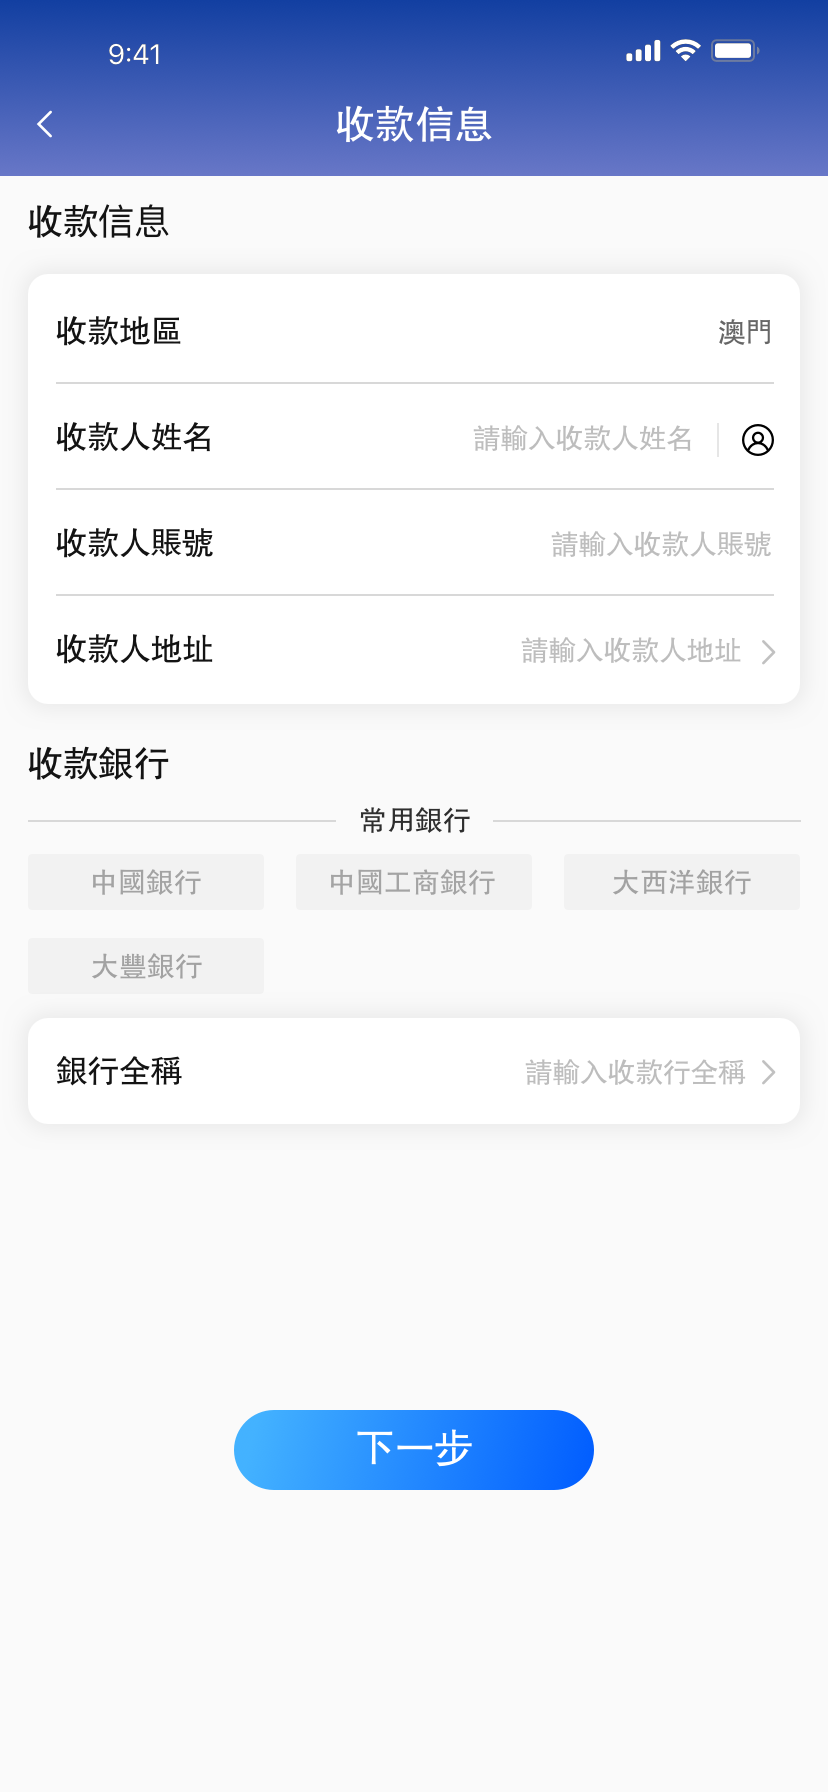 9:41
收款信息
收款信息
收款地區 澳門
收款人姓名 請輸入收款人姓名
收款人賬號 請輸入收款人賬號
收款人地址 請輸入收款人地址
收款銀行
常用銀行
中國銀行 中國工商銀行 大西洋銀行
大豐銀行
銀行全稱 請輸入收款行全稱
下一步